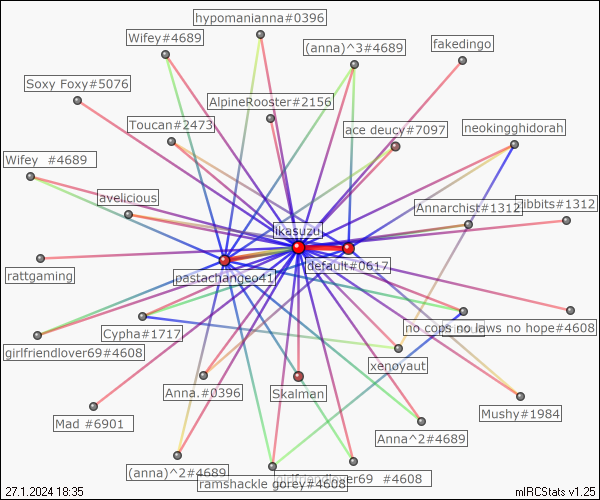 hypomanianna#0396
Wifey#4689
(anna)^3#4689
fakedingo
Soxy Foxy#5076
AlpineRooster#2156
Toucan#2473
ace deucy#7097
neokingghidorah
Wifey #4689
avelicious
Annarchist#1312
ribbits#1312
ikasuzu
default#0617
rattgaming
pastachangeo41
Cypha#1717
no cops no laws no hope#4608
girlfriendlover69#4608
xenoyaut
Anna.#0396
Skalman
Mushy#1984
Mad #6901
Anna^2#4689
(anna)^2#4689
girlfriendlover69 #4608
ramshackle gorey#4608
27.1.2024 18:35
mIRCStats v1.25